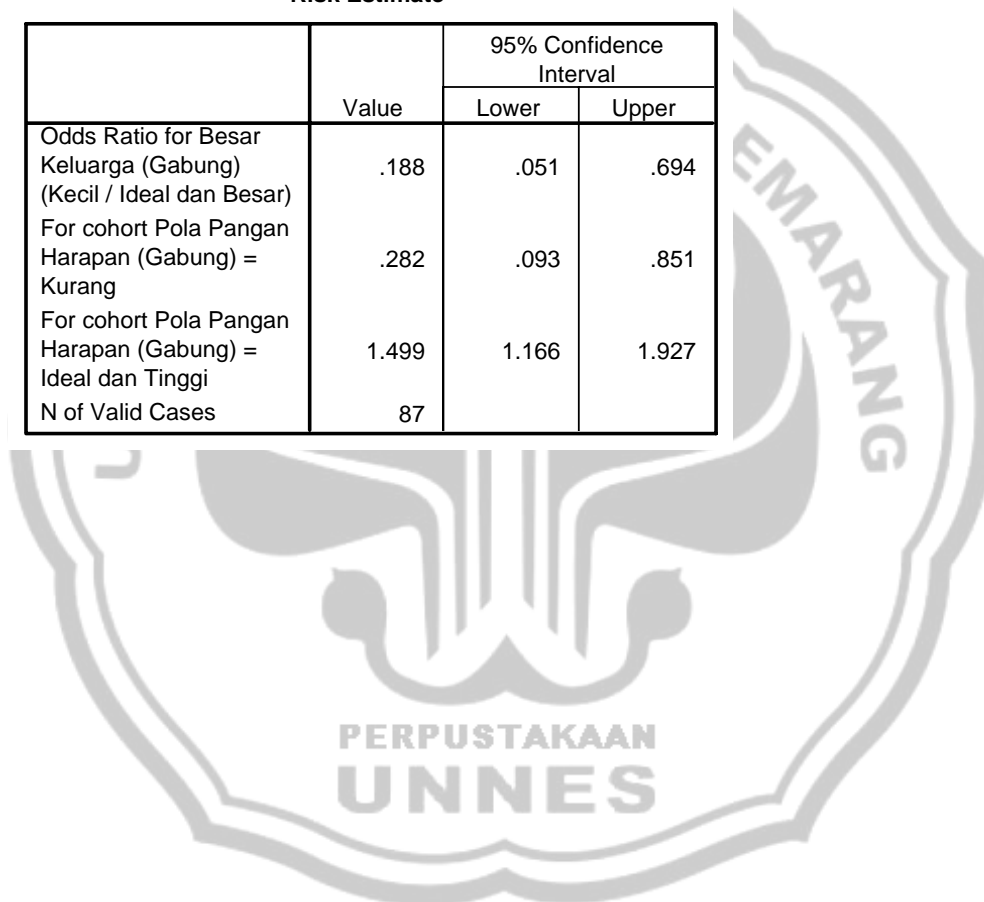 Risk Estimate
95% Confidence
Interval
Value Lower Upper
Odds Ratio for Besar
Keluarga (Gabung)
(Kecil / Ideal dan Besar)
.188 .051 .694
For cohort Pola Pangan
Harapan (Gabung) =
Kurang
.282 .093 .851
For cohort Pola Pangan
Harapan (Gabung) =
Ideal dan Tinggi
1.499 1.166 1.927
N of Valid Cases 87
PERPUSTAKAAN
UNNES